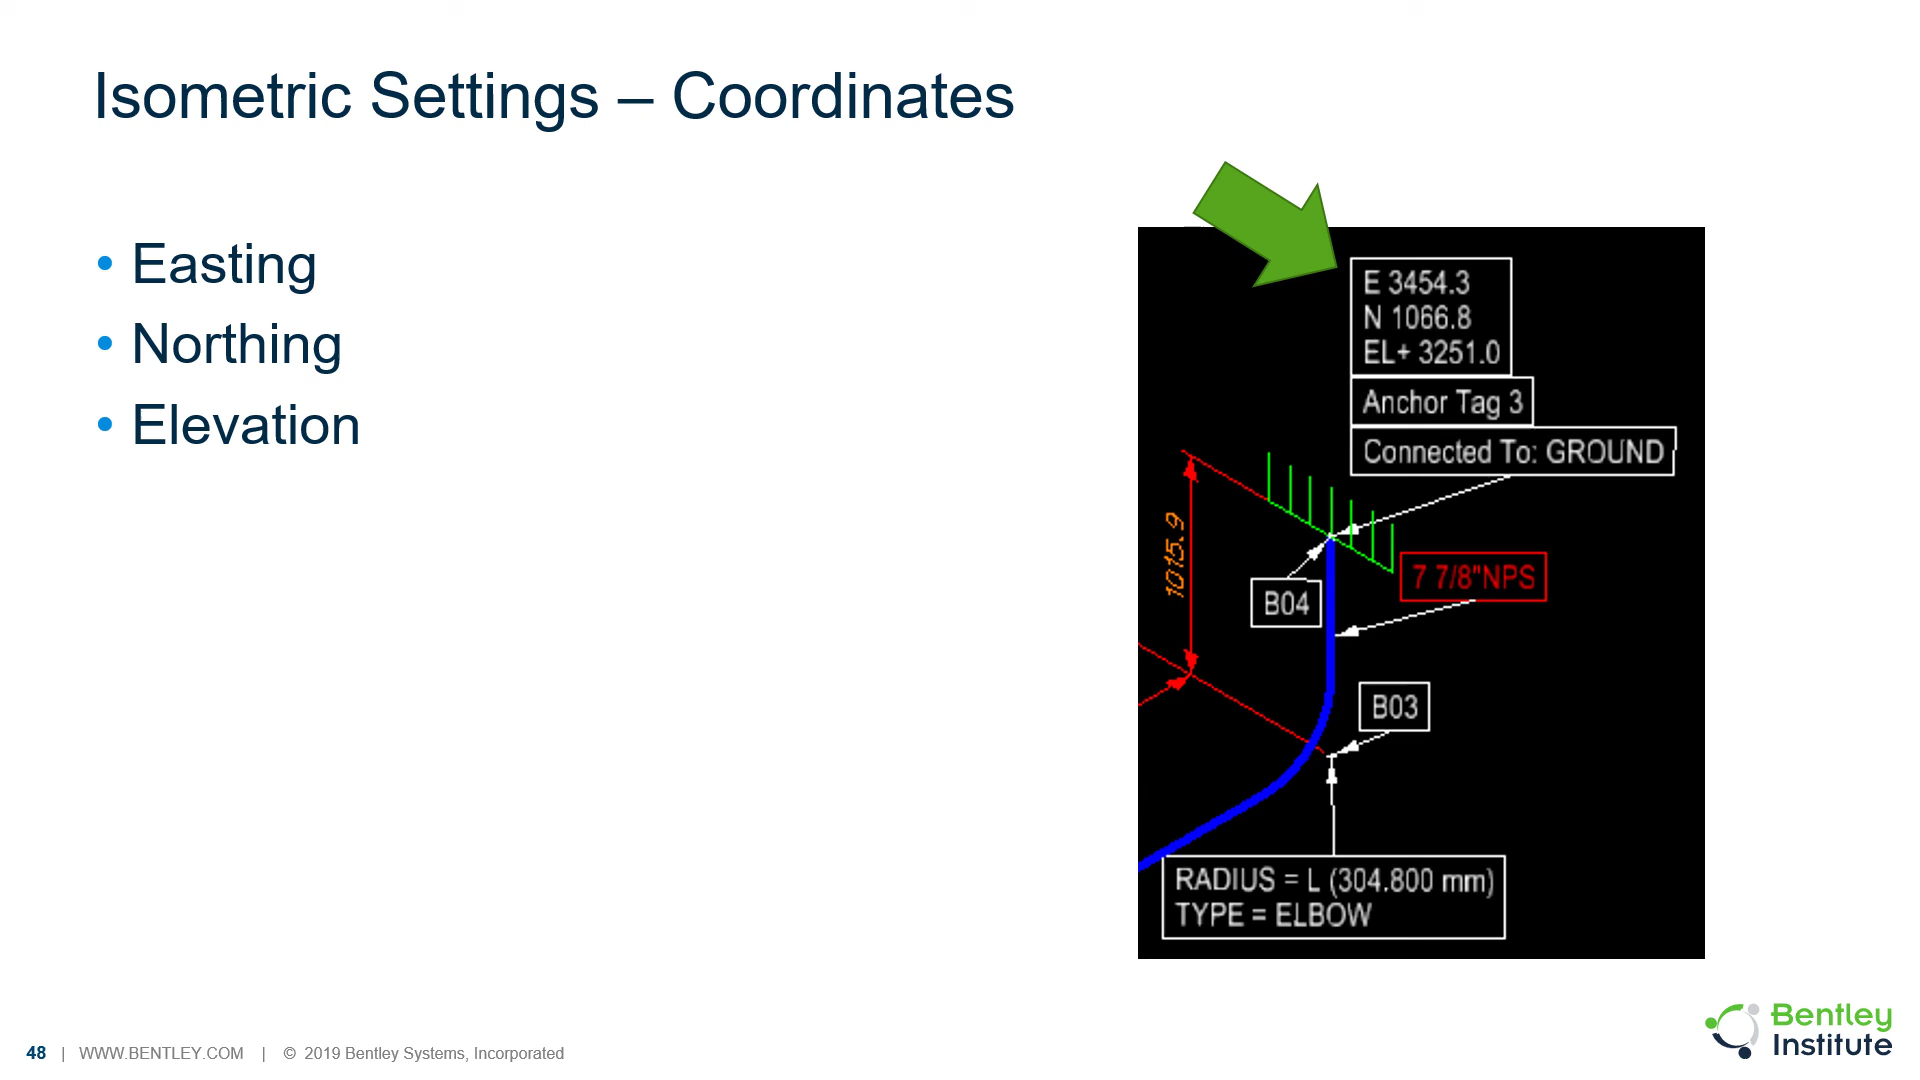 Isometric Settings – Coordinates
• Easting
• Northing
• Elevation
E 3454.3
N 1066.8
EL+ 3251.0
Anchor Tag 3
Connected To: GROUND
1015.9
B04
7 7/8"NPS
B03
RADIUS = L (304.800 mm)
TYPE = ELBOW
48 | WWW.BENTLEY.COM | © 2019 Bentley Systems, Incorporated
Bentley
Institute